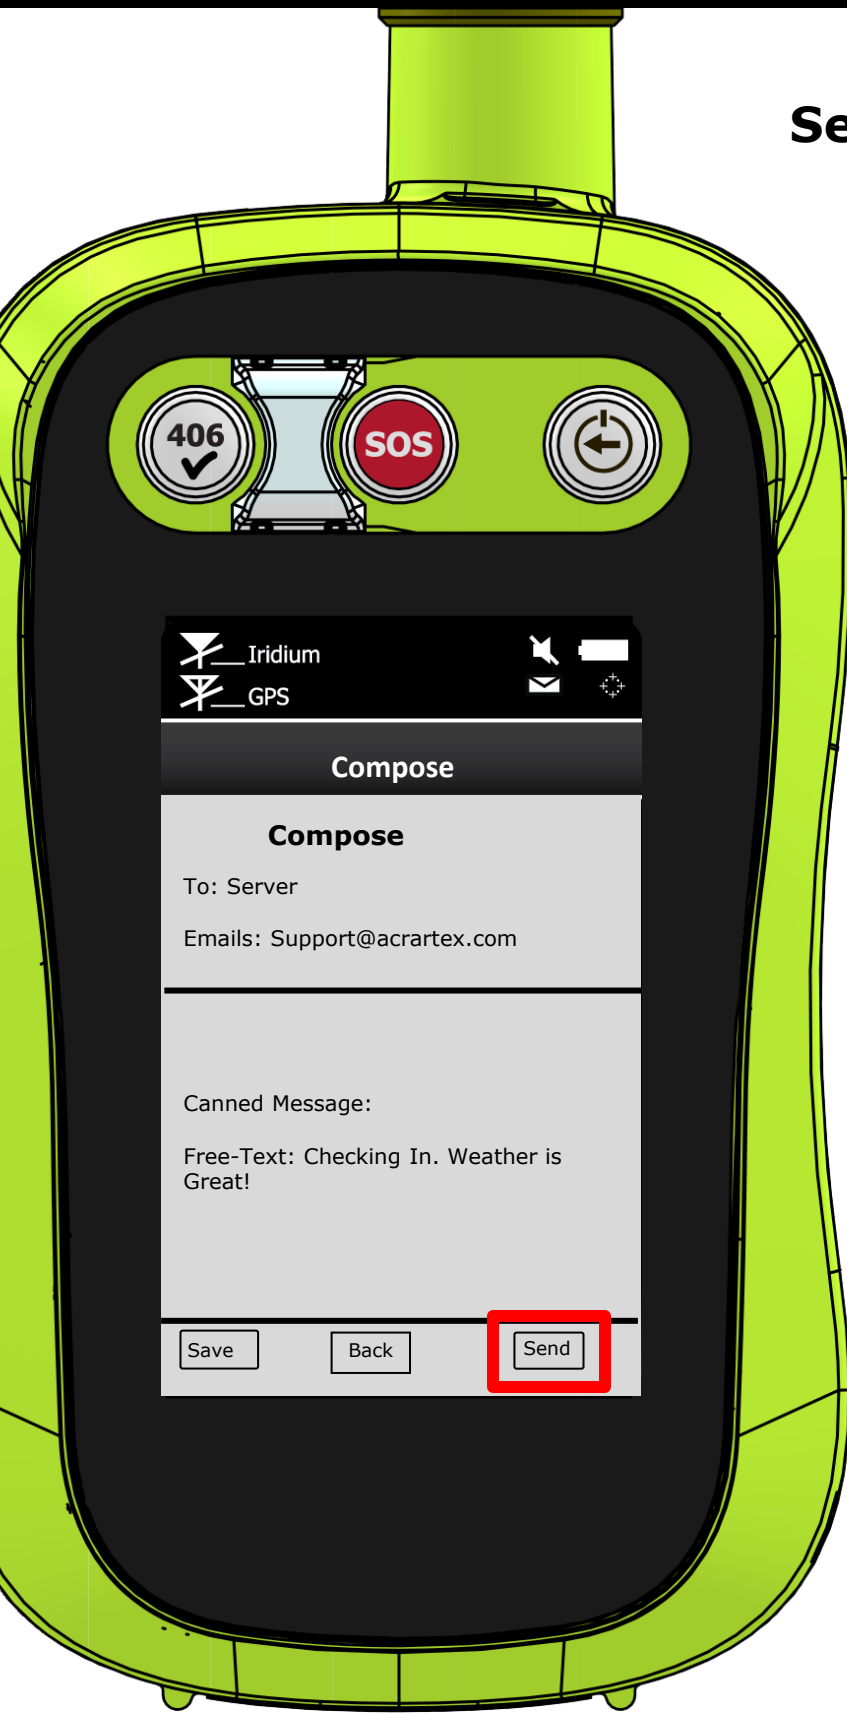 Se
406
SOS
Iridium
GPS
Compose
Compose
To: Server
Emails: Support@acrartex.com
Canned Message:
Free-Text: Checking In. Weather is
Great!
Save
Back
Send